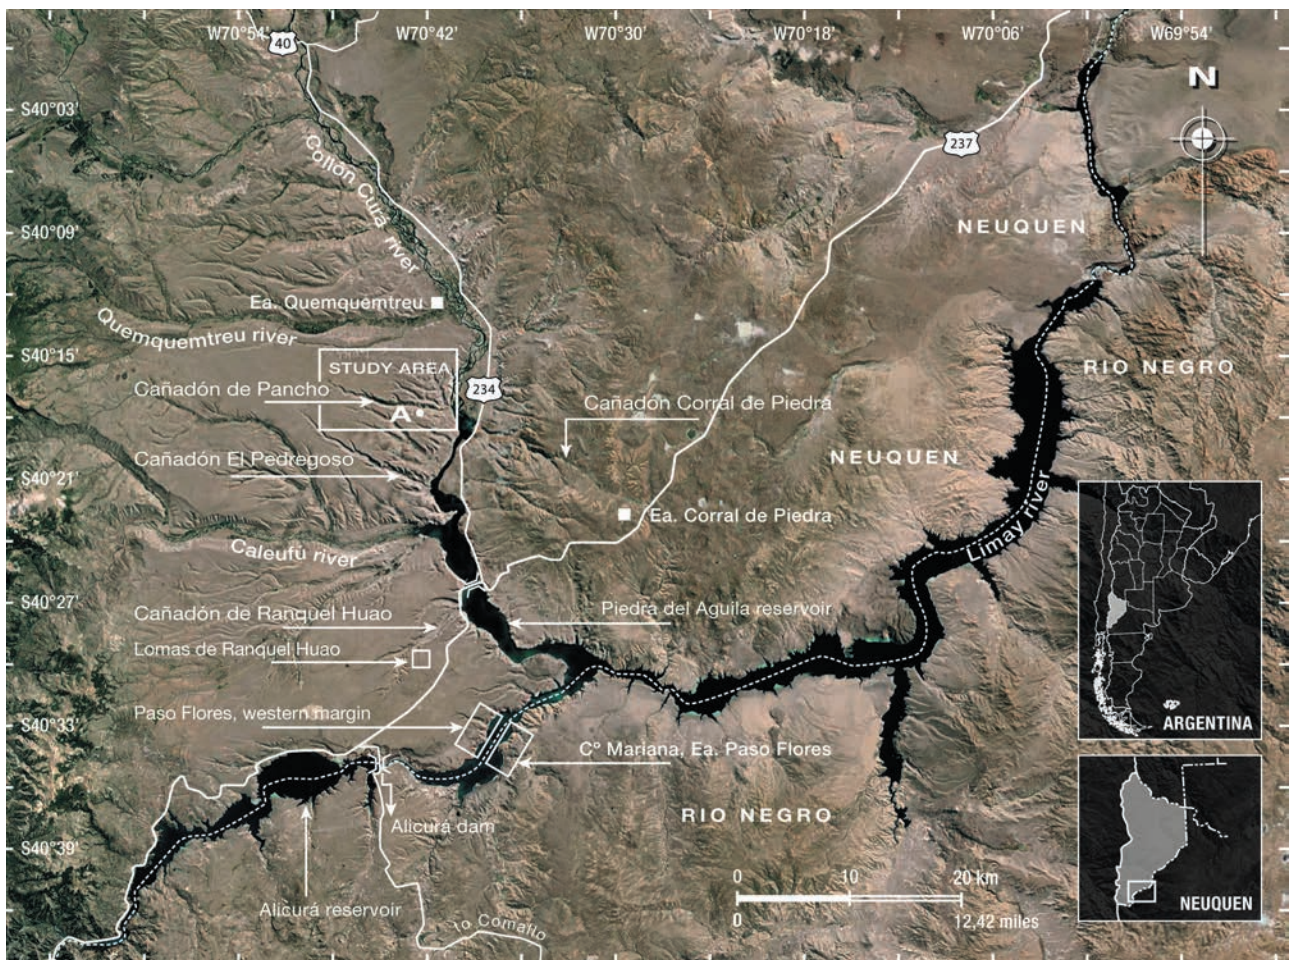 W70°54'
W70°42'
W70°30'
W70°18'
W70°06'
W69°54'
40
N
S40°03'
237
Collón Curá river
NEUQUEN
S40°09'
Ea. Quemquemtreu
Quemquemtreu river
S40°15'
STUDY AREA
RIO NEGRO
Cañadón de Pancho
234
A
Cañadón Corral de Piedra
Cañadón El Pedregoso
NEUQUEN
S40°21'
Limay river
Ea. Corral de Piedra
Caleufú river
S40°27'
Cañadón de Ranquel Huao
Piedra del Aguila reservoir
Lomas de Ranquel Huao
Paso Flores, western margin
S40°33'
Cº Mariana, Ea. Paso Flores
ARGENTINA
RIO NEGRO
Alicurá dam
S40°39'
0 10 20 km
0 12,42 miles
Alicurá reservoir
to Comallo
NEUQUEN